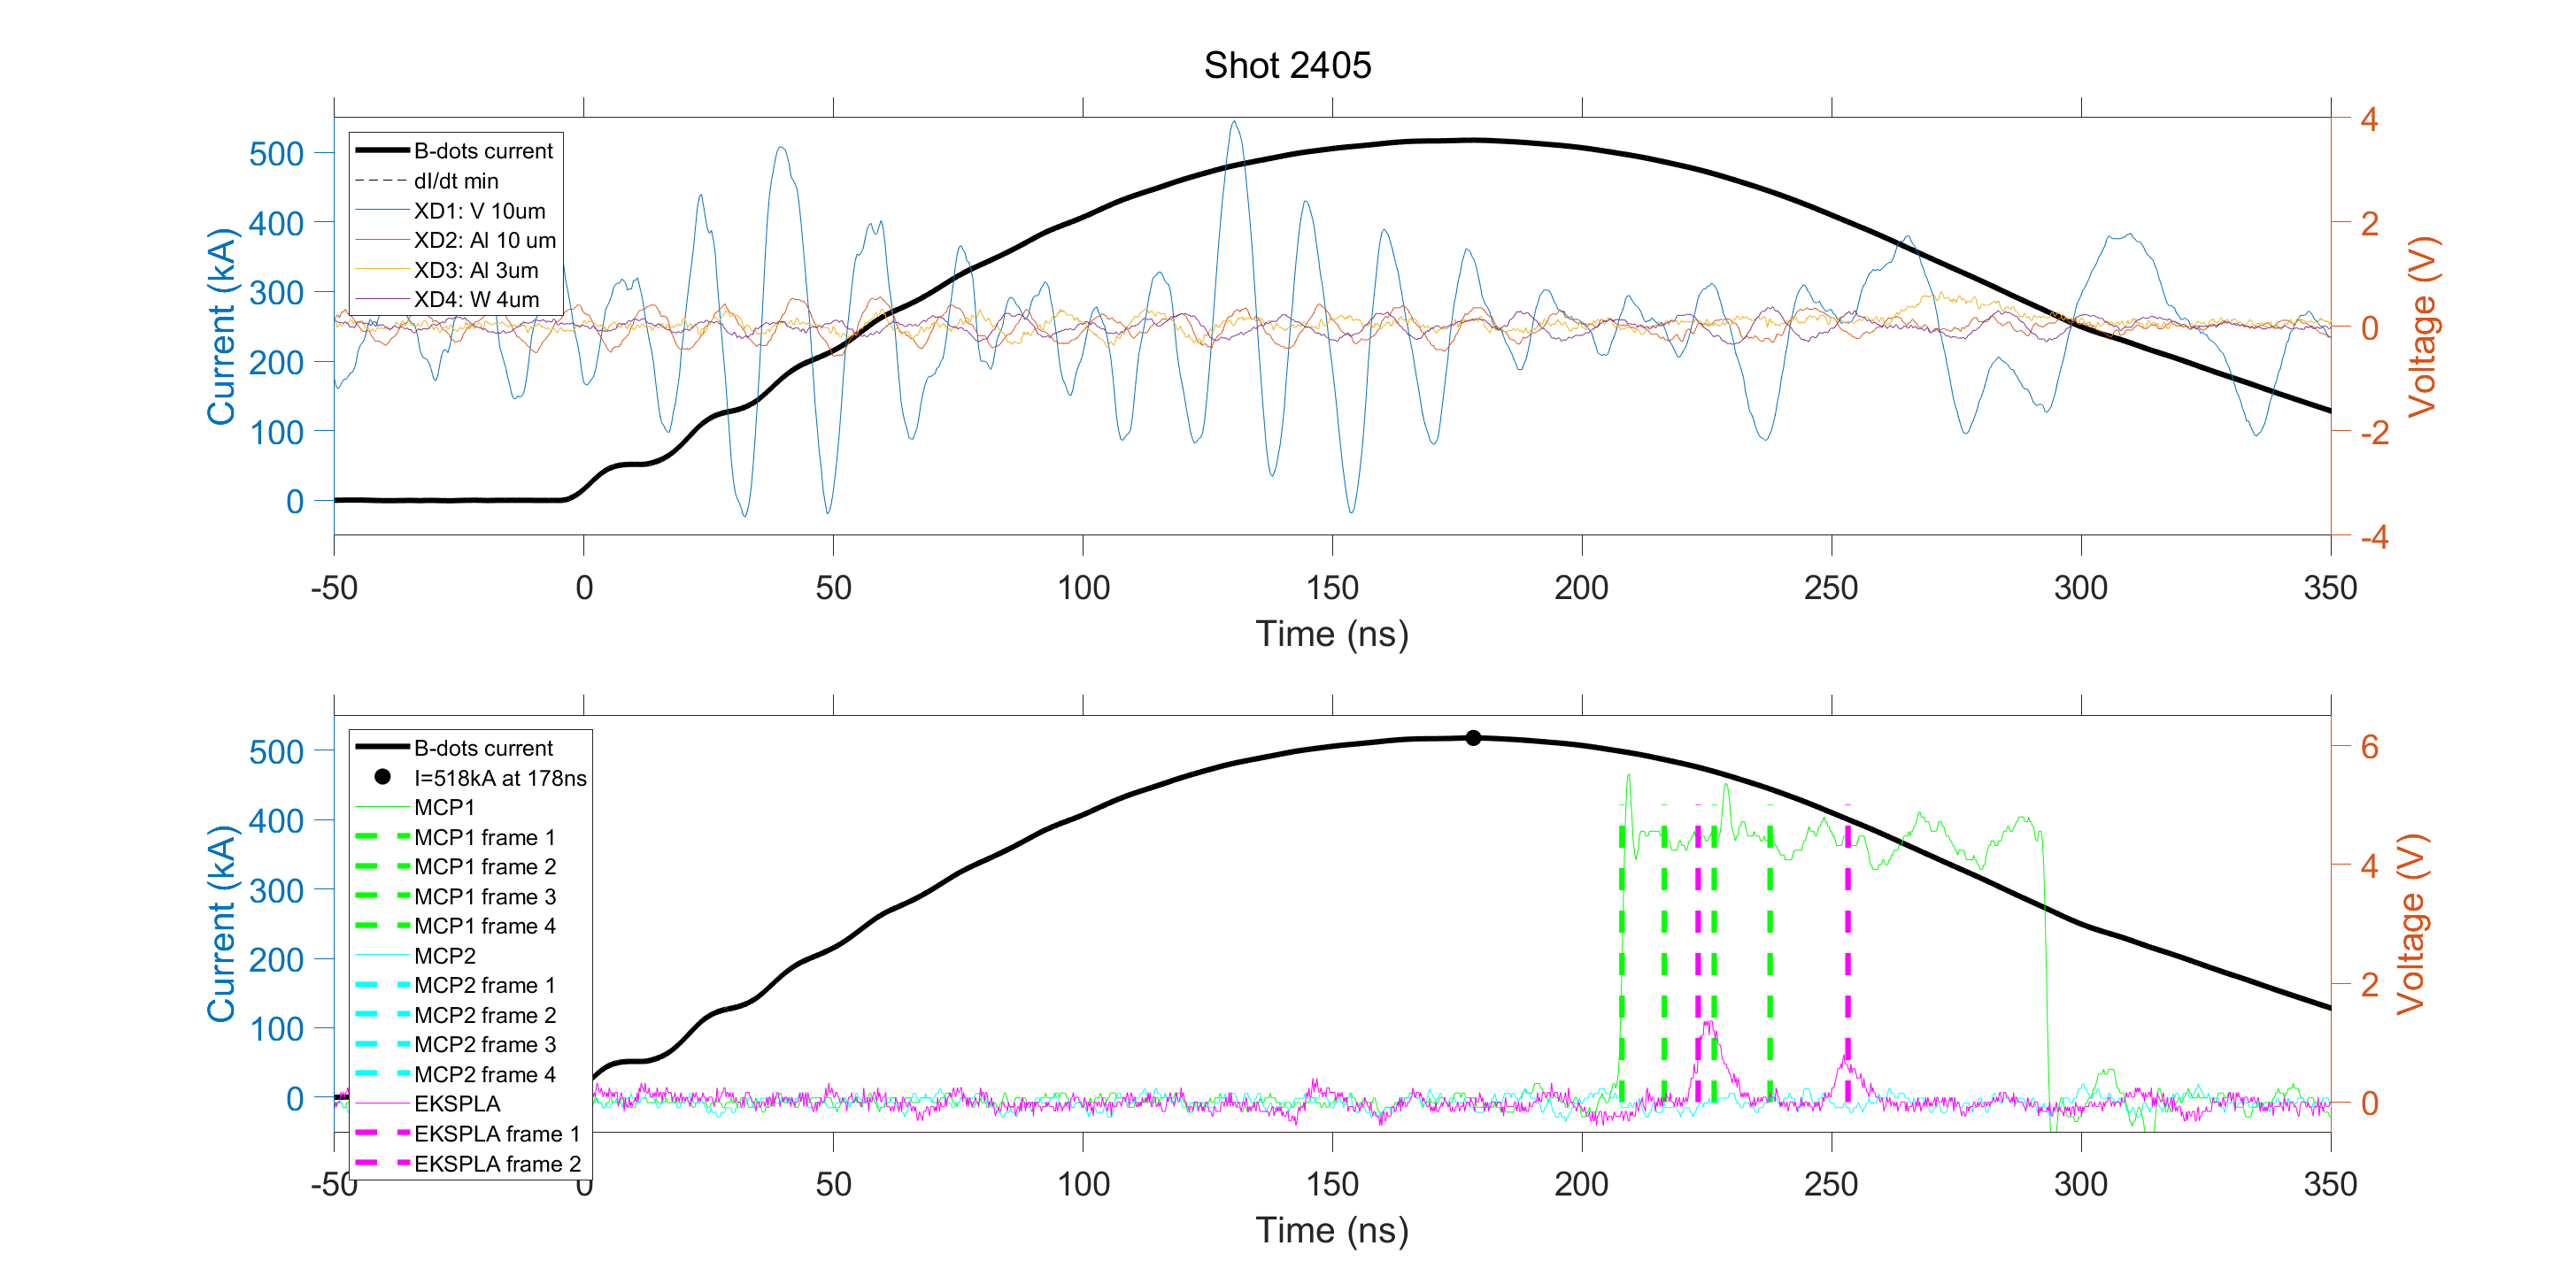 Shot 2405
B-dots current
dI/dt min
XD1: V 10um
XD2: Al 10 um
XD3: Al 3um
XD4: W 4um
Current (kA)
500
400
300
200
100
0
4
2
0
-2
-4
Voltage (V)
-50 0 50 100 150 200 250 300 350
Time (ns)
B-dots current
I=518kA at 178ns
MCP1
MCP1 frame 1
MCP1 frame 2
MCP1 frame 3
MCP1 frame 4
MCP2
MCP2 frame 1
MCP2 frame 2
MCP2 frame 3
MCP2 frame 4
EKSPLA
EKSPLA frame 1
EKSPLA frame 2
Current (kA)
500
400
300
200
100
0
6
4
2
0
Voltage (V)
-50 0 50 100 150 200 250 300 350
Time (ns)